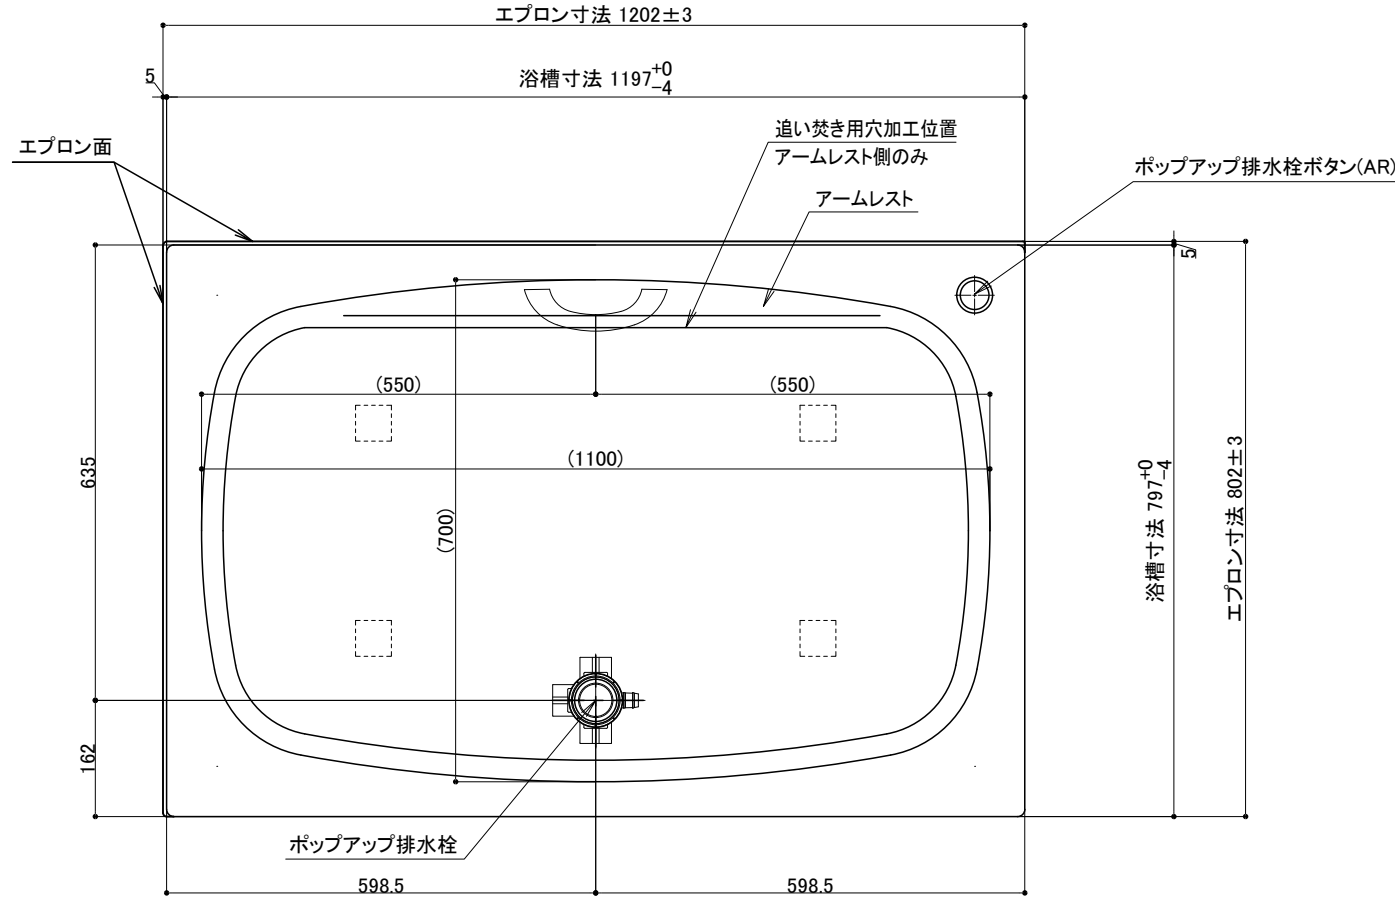 エプロン寸法 1202±3
5
浴槽寸法 1197+0-4
追い焚き用穴加工位置
アームレスト側のみ
エプロン面
ポップアップ排水栓ボタン(AR)
アームレスト
5
(550)
(550)
(1100)
635
(700)
浴槽寸法 797+0-4
エプロン寸法 802±3
162
ポップアップ排水栓
598.5
598.5